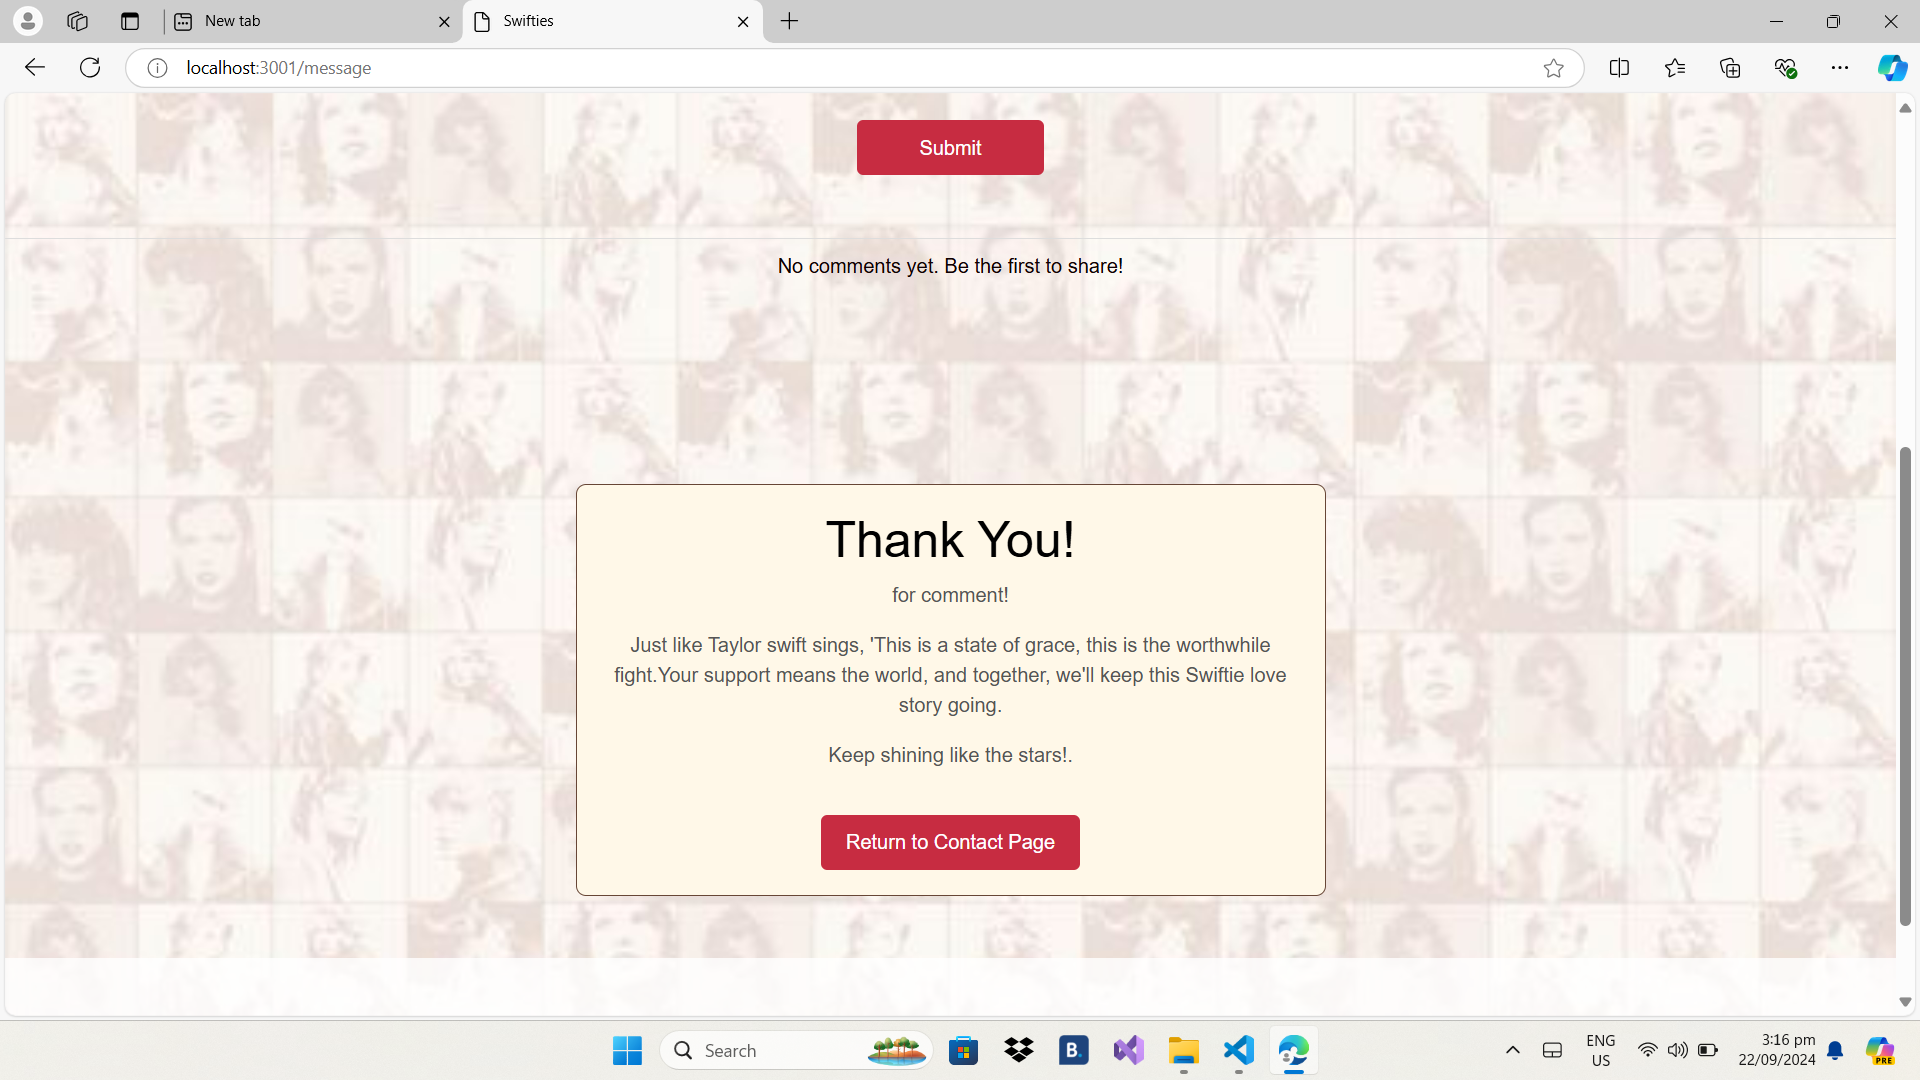 New tab
Swifties
localhost:3001/message
Submit
No comments yet. Be the first to share!
Thank You!
for comment!
Just like Taylor swift sings, 'This is a state of grace, this is the worthwhile
fight.Your support means the world, and together, we'll keep this Swiftie love
story going.
Keep shining like the stars!.
Return to Contact Page
Search
B.
ENG
US
3:16 pm
22/09/2024
PRE